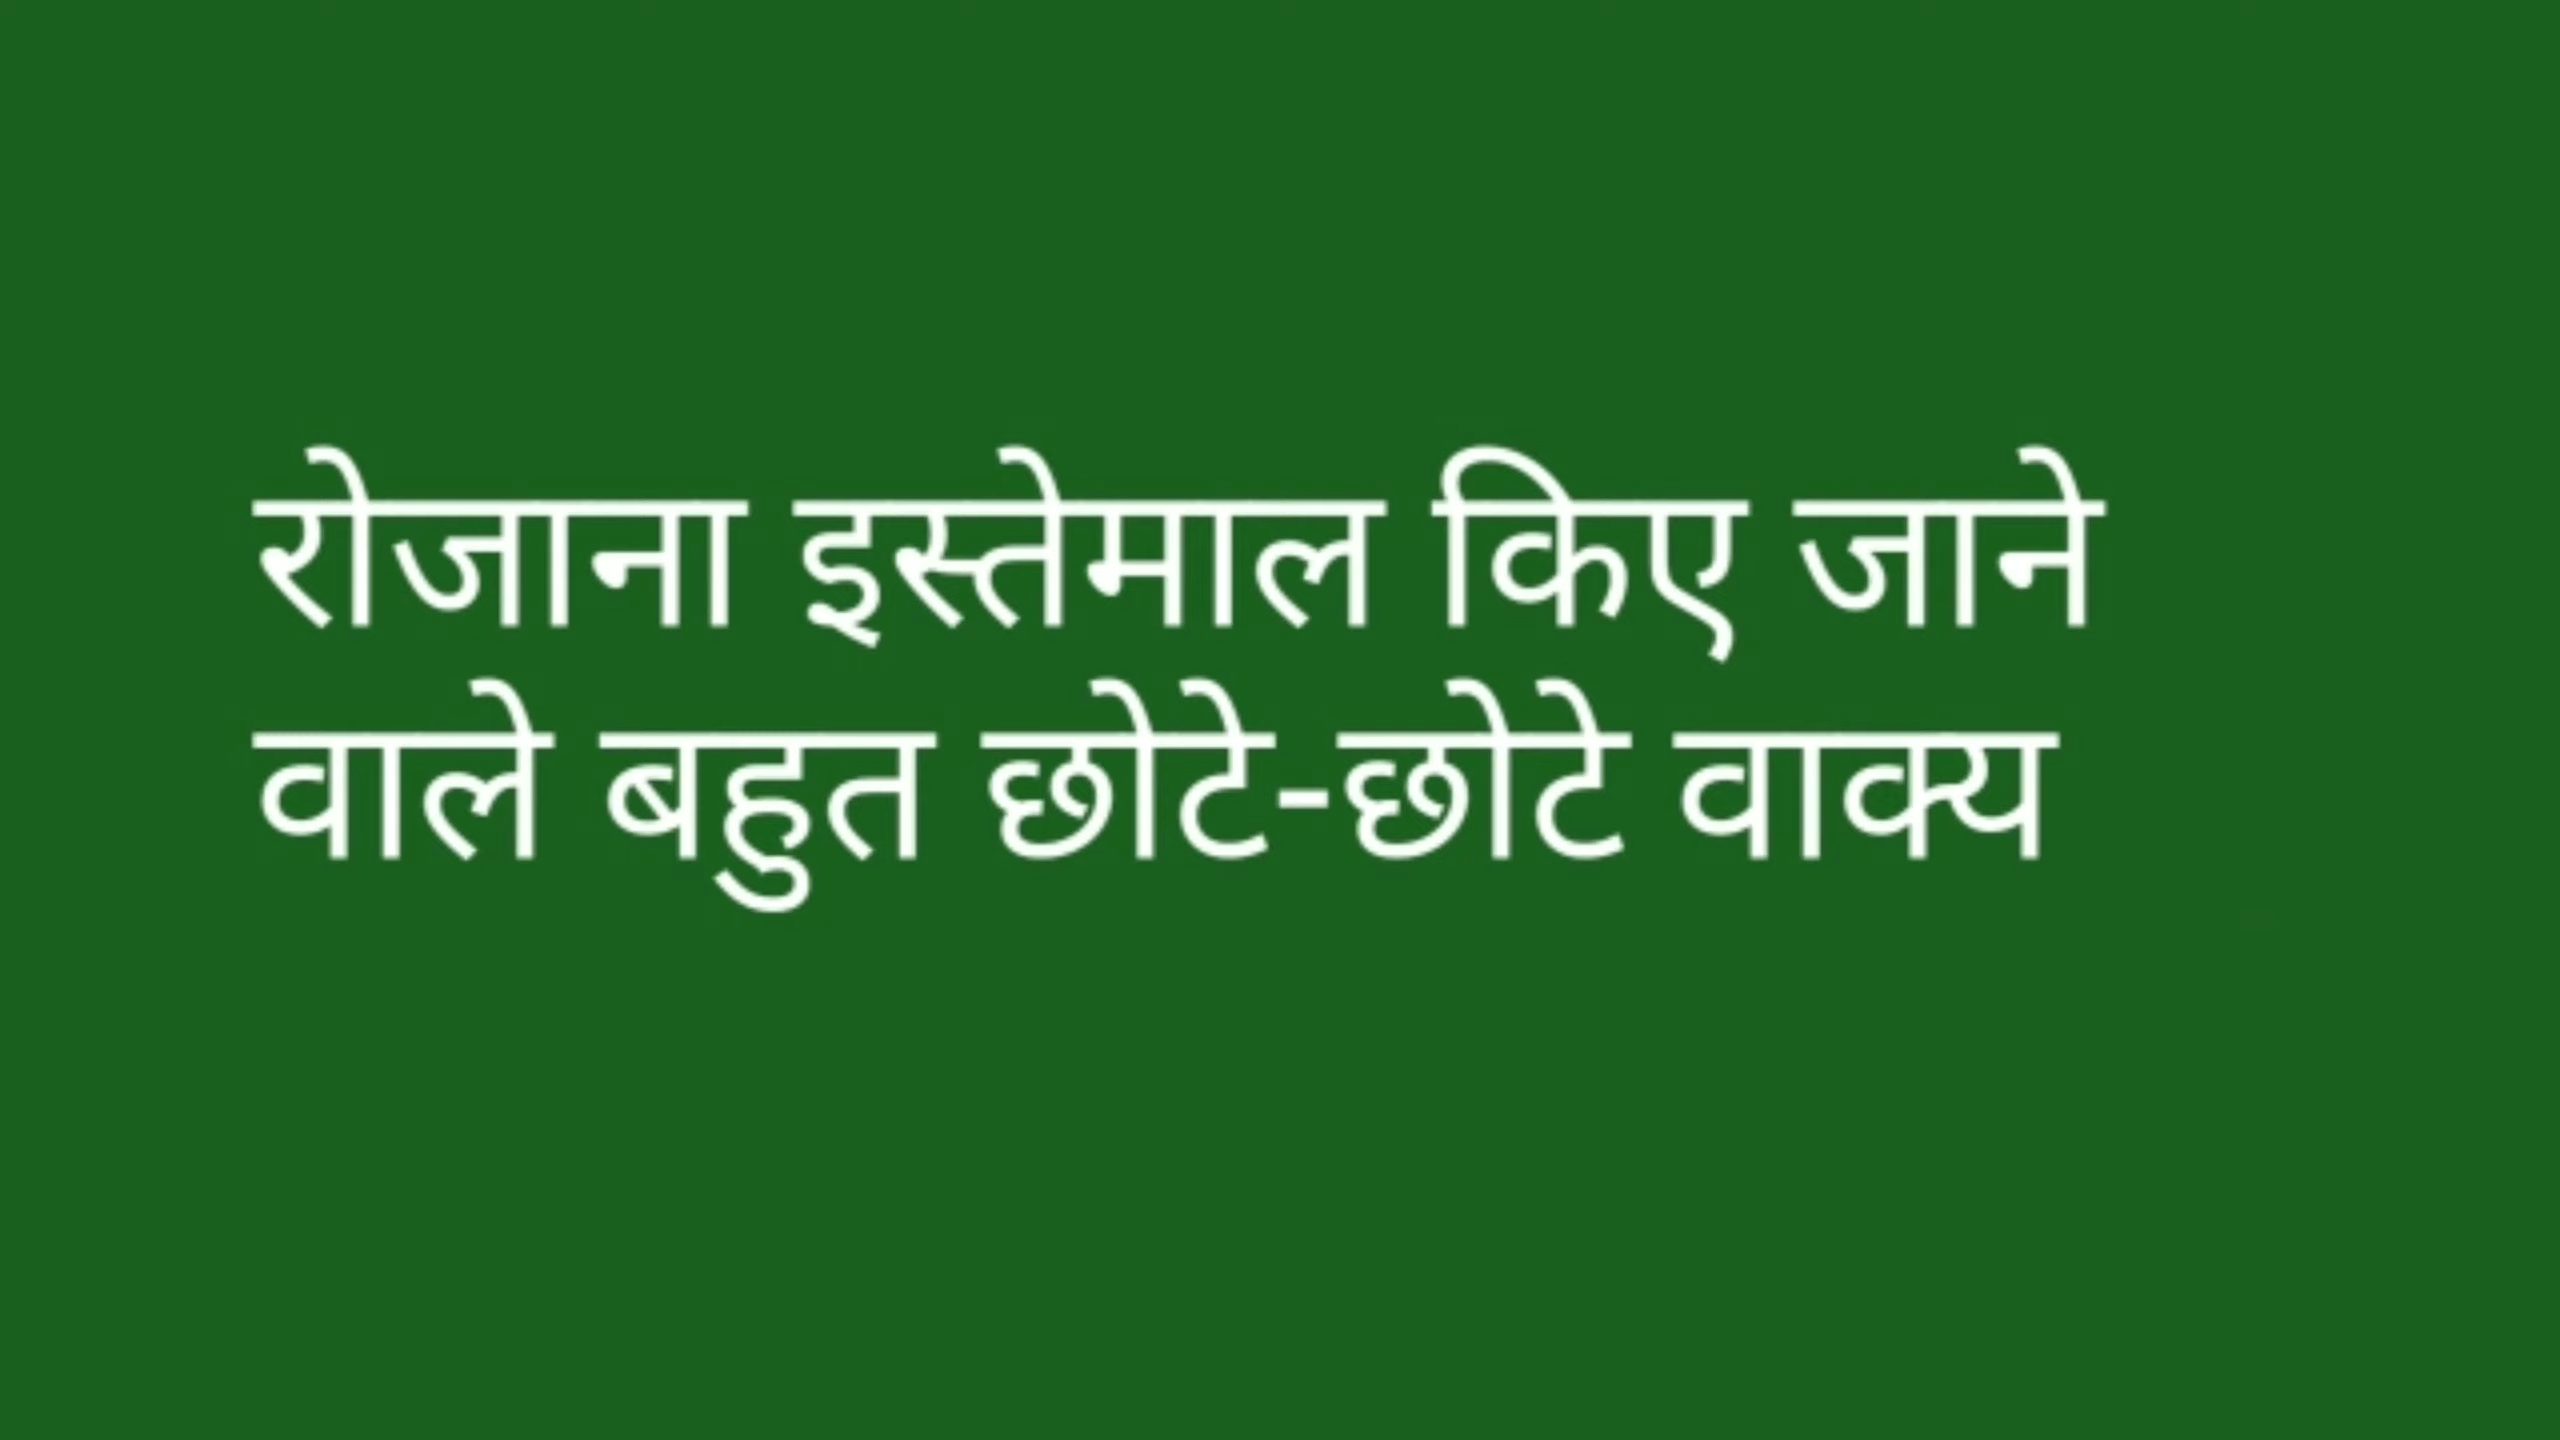 रोजाना इस्तेमाल किए जाने
वाले बहुत छोटे-छोटे वाक्य